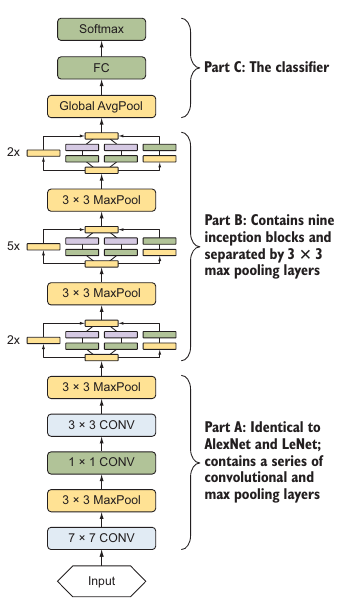 Softmax
FC
Global AvgPool
Part C: The classifier
2x
3 × 3 MaxPool
5x
3 × 3 MaxPool
2x
Part B: Contains nine
inception blocks and
separated by 3 × 3
max pooling layers
3 × 3 MaxPool
3 × 3 CONV
1 × 1 CONV
3 × 3 MaxPool
7 × 7 CONV
Input
Part A: Identical to
AlexNet and LeNet;
contains a series of
convolutional and
max pooling layers